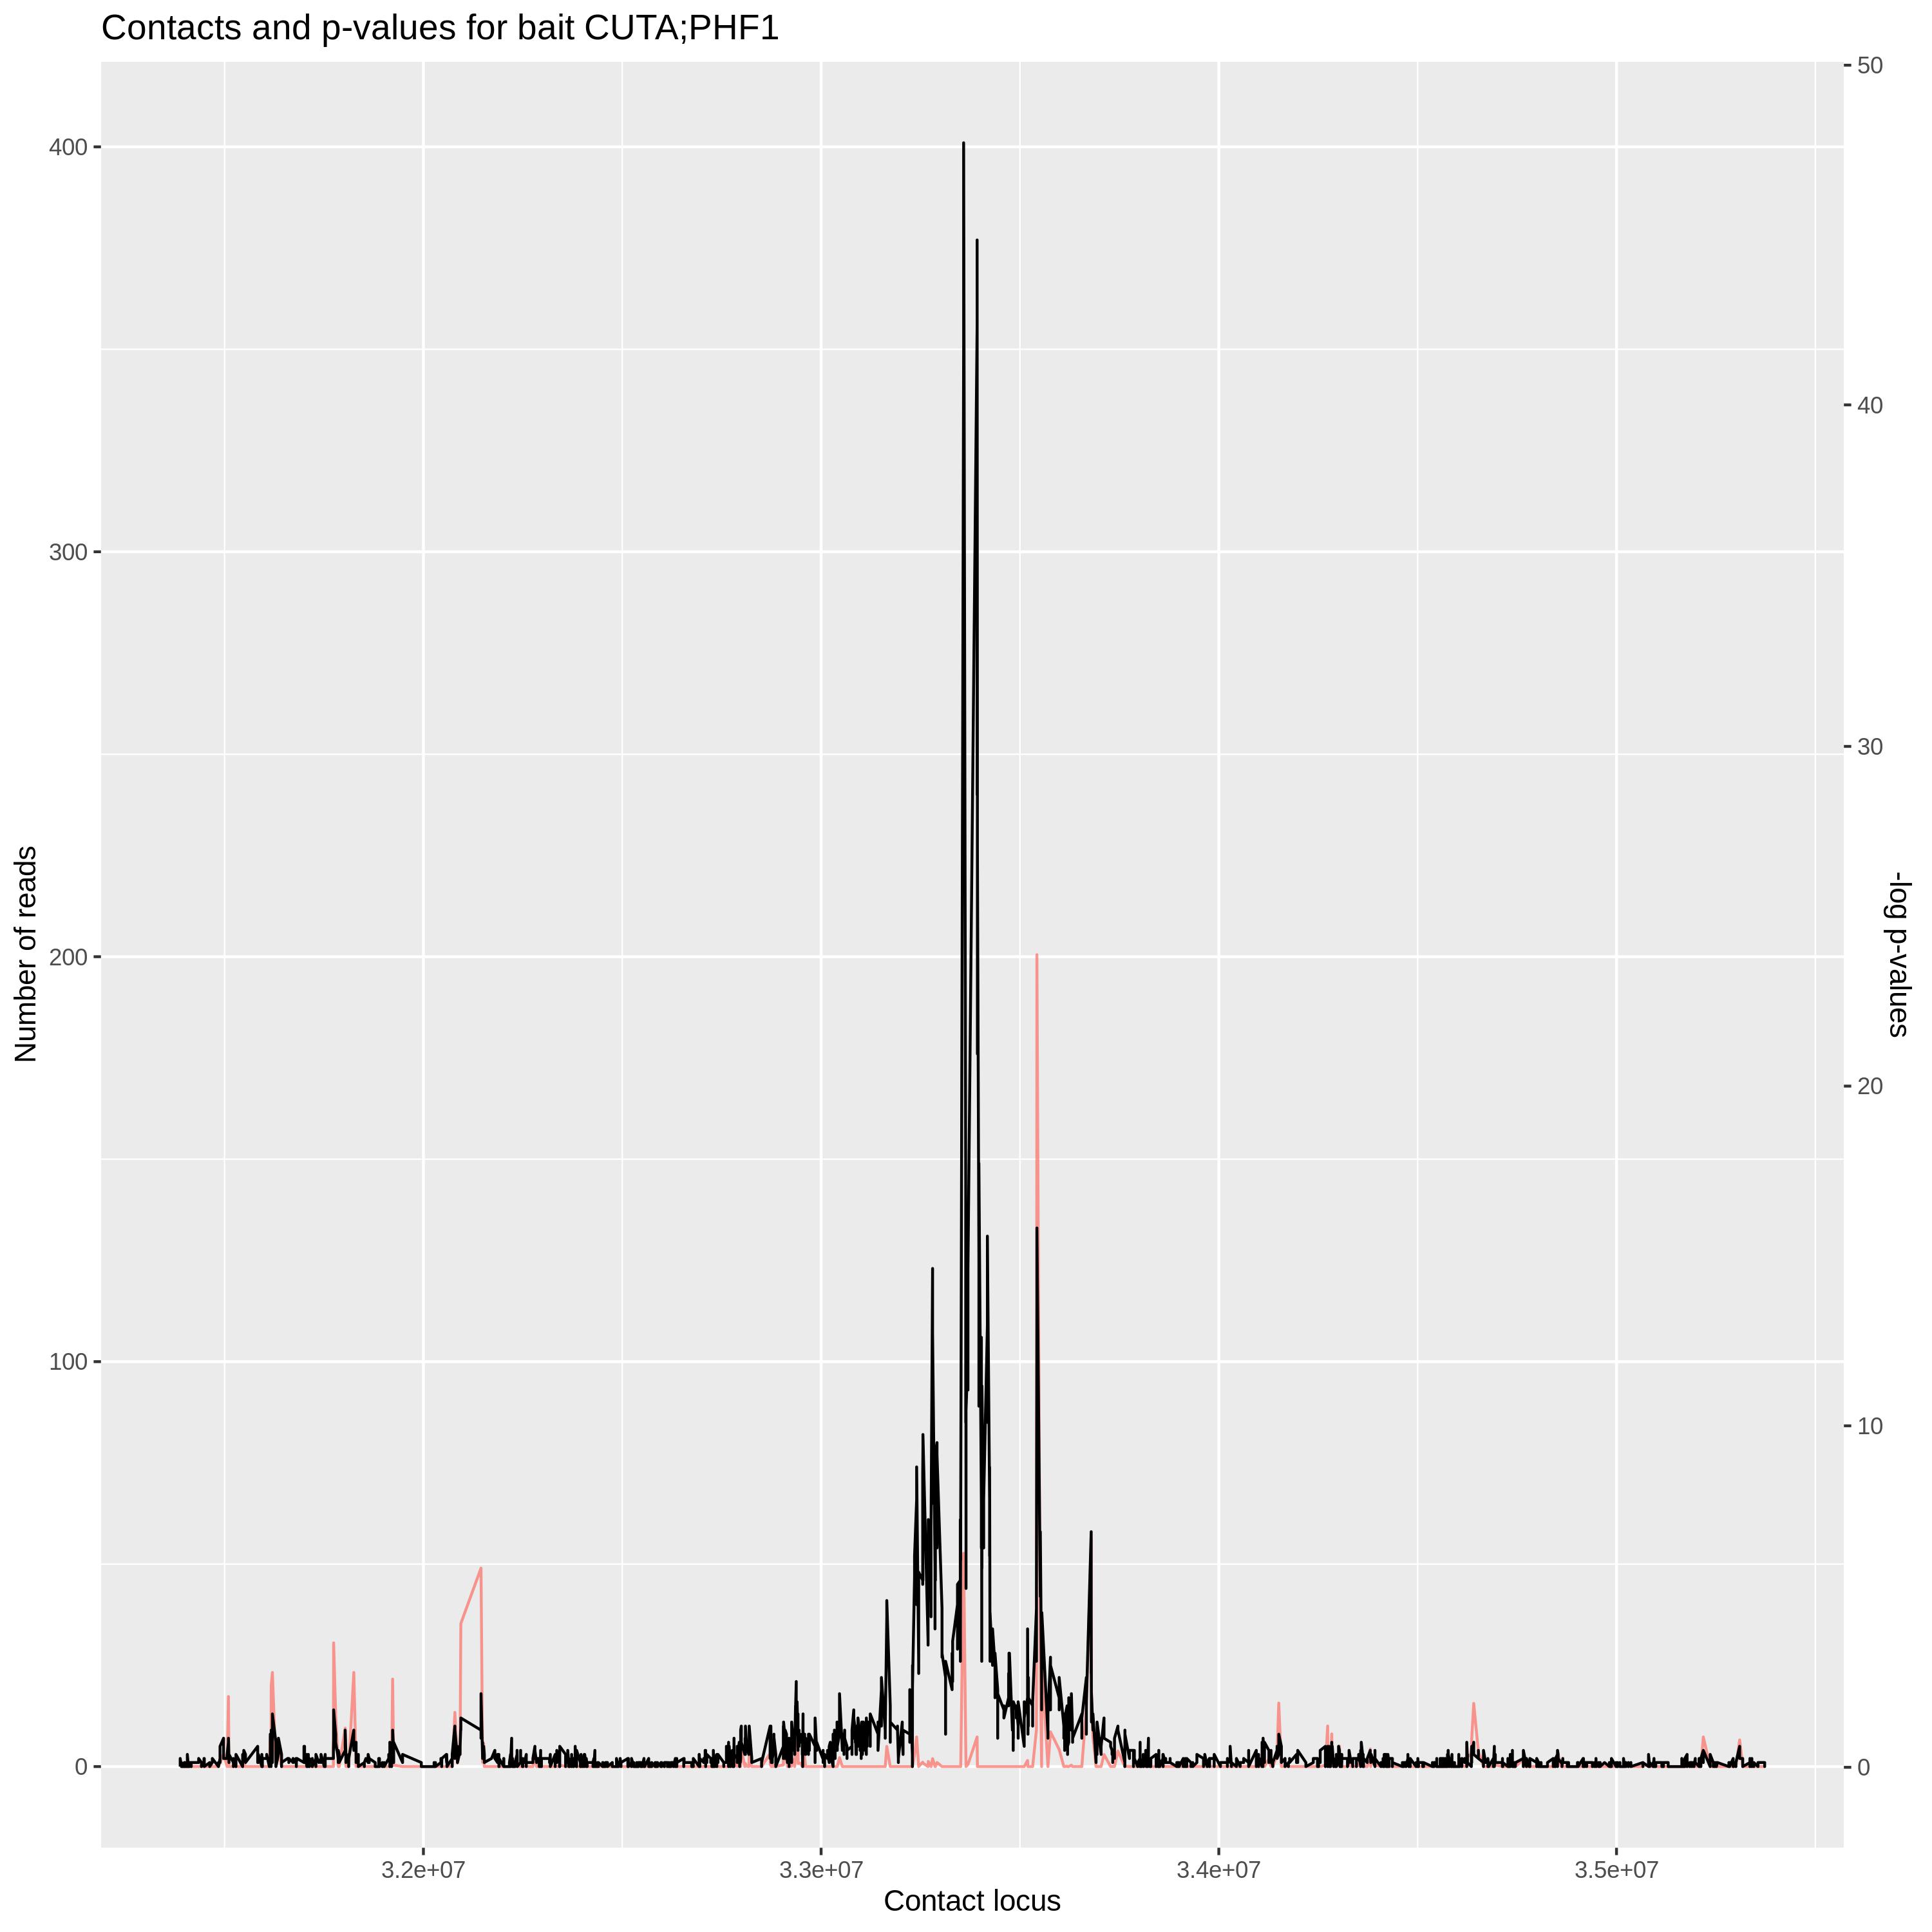 Contacts and p-values for bait CUTA;PHF1
400
300
200
100
0
Number of reads
50
40
30
20
10
0
-log p-values
3.2e+07
3.3e+07
3.4e+07
3.5e+07
Contact locus